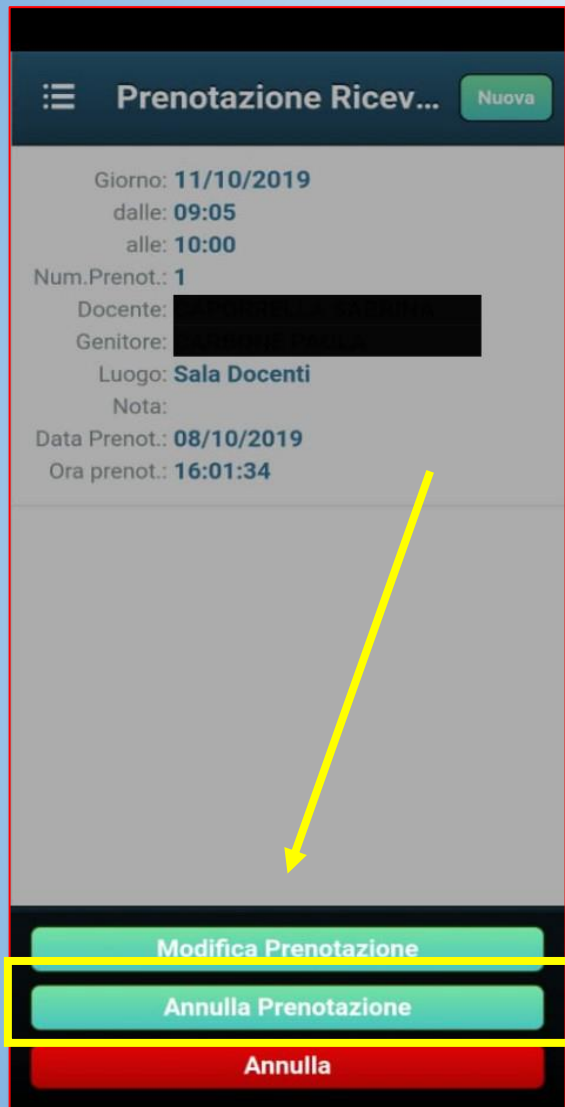 Prenotazione Ricev... Nuova
Giorno: 11/10/2019
dalle: 09:05
alle: 10:00
Num.Prenot.: 1
Docente:
Genitore:
Luogo: Sala Docenti
Nota:
Data Prenot.: 08/10/2019
Ora prenot.: 16:01:34
Modifica Prenotazione
Annulla Prenotazione
Annulla